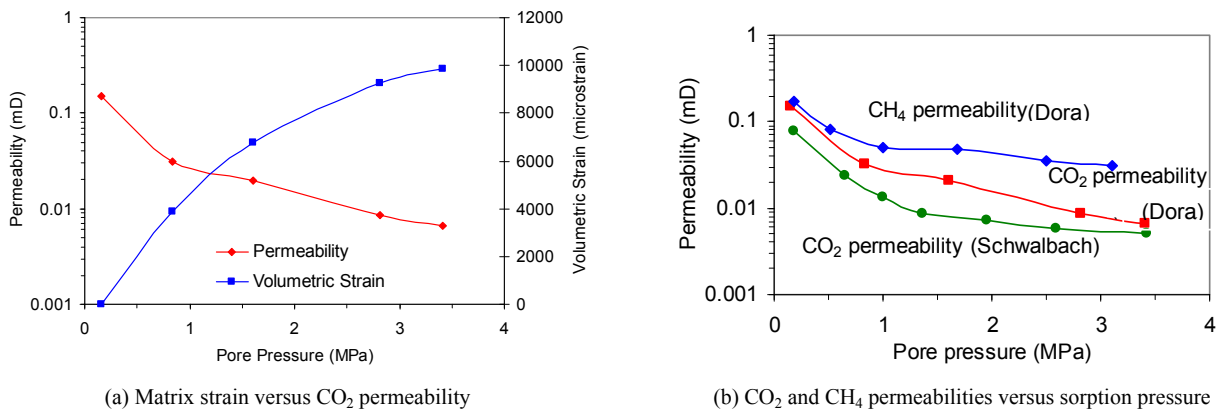 1
0.1
0.01
0.001
Permeability (mD)
12000
10000
8000
6000
4000
2000
0
Volumetric Strain (microstrain)
Permeability
Volumetric Strain
0 1 2 3 4
Pore Pressure (MPa)
(a) Matrix strain versus CO₂ permeability
1
0.1
0.01
0.001
Permeability (mD)
CH₄ permeability(Dora)
CO₂ permeability
(Dora)
CO₂ permeability (Schwalbach)
0 1 2 3 4
Pore pressure (MPa)
(b) CO₂ and CH₄ permeabilities versus sorption pressure